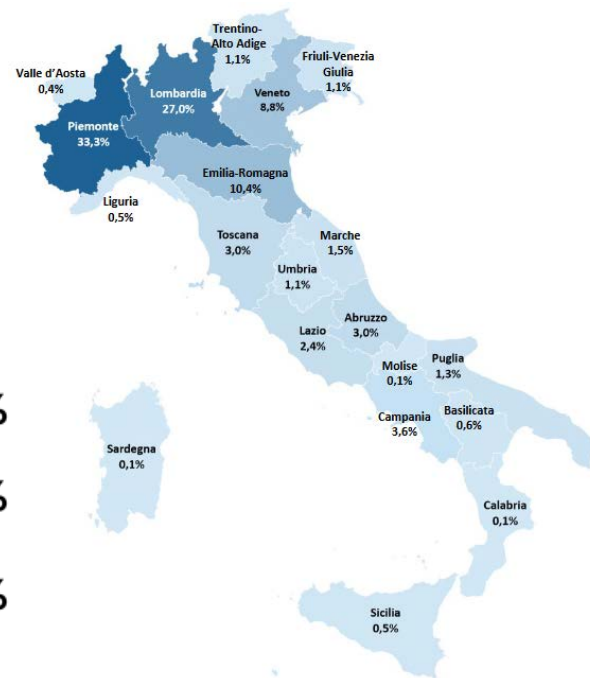 Trentino-
Alto Adige
1,1%
Friuli-Venezia
Giulia
1,1%
Valle d’Aosta
0,4%
Lombardia
27,0%
Veneto
8,8%
Piemonte
33,3%
Emilia-Romagna
10,4%
Liguria
0,5%
Toscana
3,0%
Marche
1,5%
Umbria
1,1%
Abruzzo
3,0%
Lazio
2,4%
Molise
0,1%
Puglia
1,3%
Campania
3,6%
Basilicata
0,6%
%
Sardegna
0,1%
%
Calabria
0,1%
%
Sicilia
0,5%